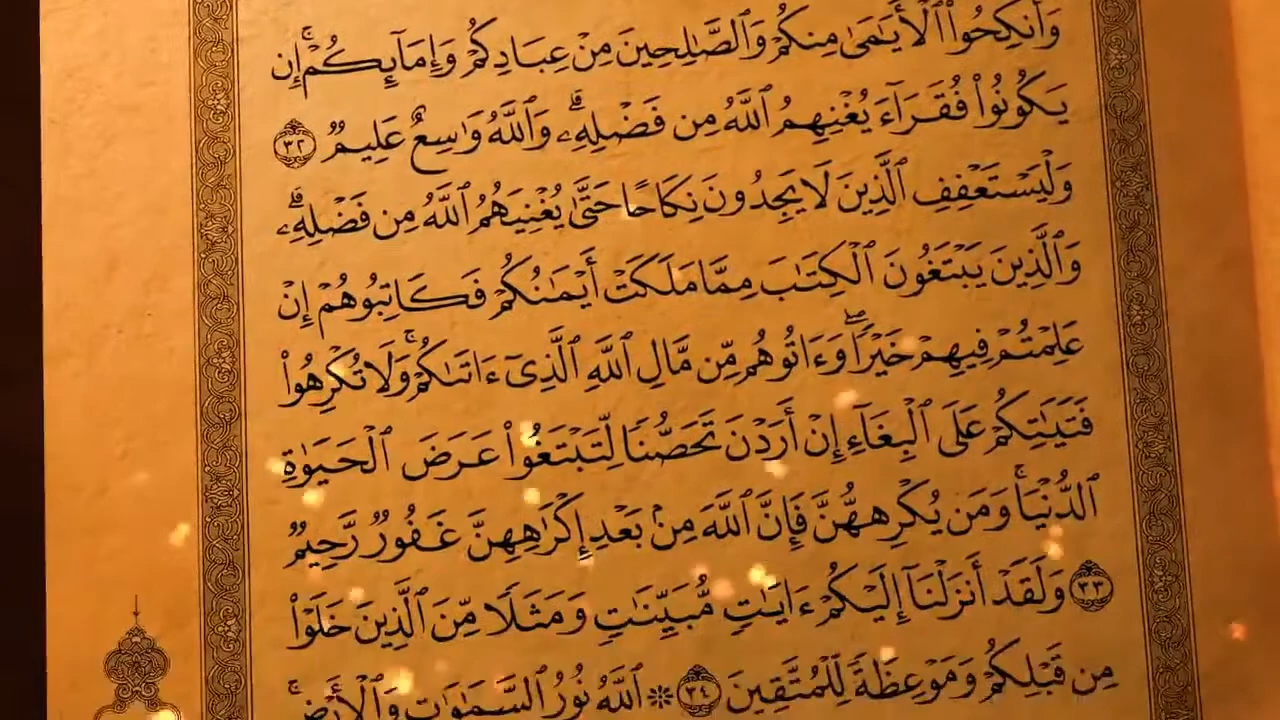 وَأَنكِحُوا۟ ٱلْأَيَـٰمَىٰ مِنكُمْ وَٱلصَّـٰلِحِينَ مِنْ عِبَادِكُمْ وَإِمَآئِكُمْ ۚ إِن
يَكُونُوا۟ فُقَرَآءَ يُغْنِهِمُ ٱللَّهُ مِن فَضْلِهِۦ ۗ وَٱللَّهُ وَٰسِعٌ عَلِيمٌ ٣٢
وَلْيَسْتَعْفِفِ ٱلَّذِينَ لَا يَجِدُونَ نِكَاحًا حَتَّىٰ يُغْنِيَهُمُ ٱللَّهُ مِن فَضْلِهِۦ ۗ
وَٱلَّذِينَ يَبْتَغُونَ ٱلْكِتَـٰبَ مِمَّا مَلَكَتْ أَيْمَـٰنُكُمْ فَكَاتِبُوهُمْ إِنْ
عَلِمْتُمْ فِيهِمْ خَيْرًا ۖ وَءَاتُوهُم مِّن مَّالِ ٱللَّهِ ٱلَّذِىٓ ءَاتَىٰكُمْ ۚ وَلَا تُكْرِهُوا۟
فَتَيَـٰتِكُمْ عَلَى ٱلْبِغَآءِ إِنْ أَرَدْنَ تَحَصُّنًا لِّتَبْتَغُوا۟ عَرَضَ ٱلْحَيَوٰةِ
ٱلدُّنْيَا ۚ وَمَن يُكْرِههُّنَّ فَإِنَّ ٱللَّهَ مِنۢ بَعْدِ إِكْرَٰهِهِنَّ غَفُورٌ رَّحِيمٌ
٣٣ وَلَقَدْ أَنزَلْنَآ إِلَيْكُمْ ءَايَـٰتٍ مُّبَيِّنَـٰتٍ وَمَثَلًا مِّنَ ٱلَّذِينَ خَلَوْا۟
مِن قَبْلِكُمْ وَمَوْعِظَةً لِّلْمُتَّقِينَ ٣٤ ۞ ٱللَّهُ نُورُ ٱلسَّمَـٰوَٰتِ وَٱلْأَرْضِ ۚ